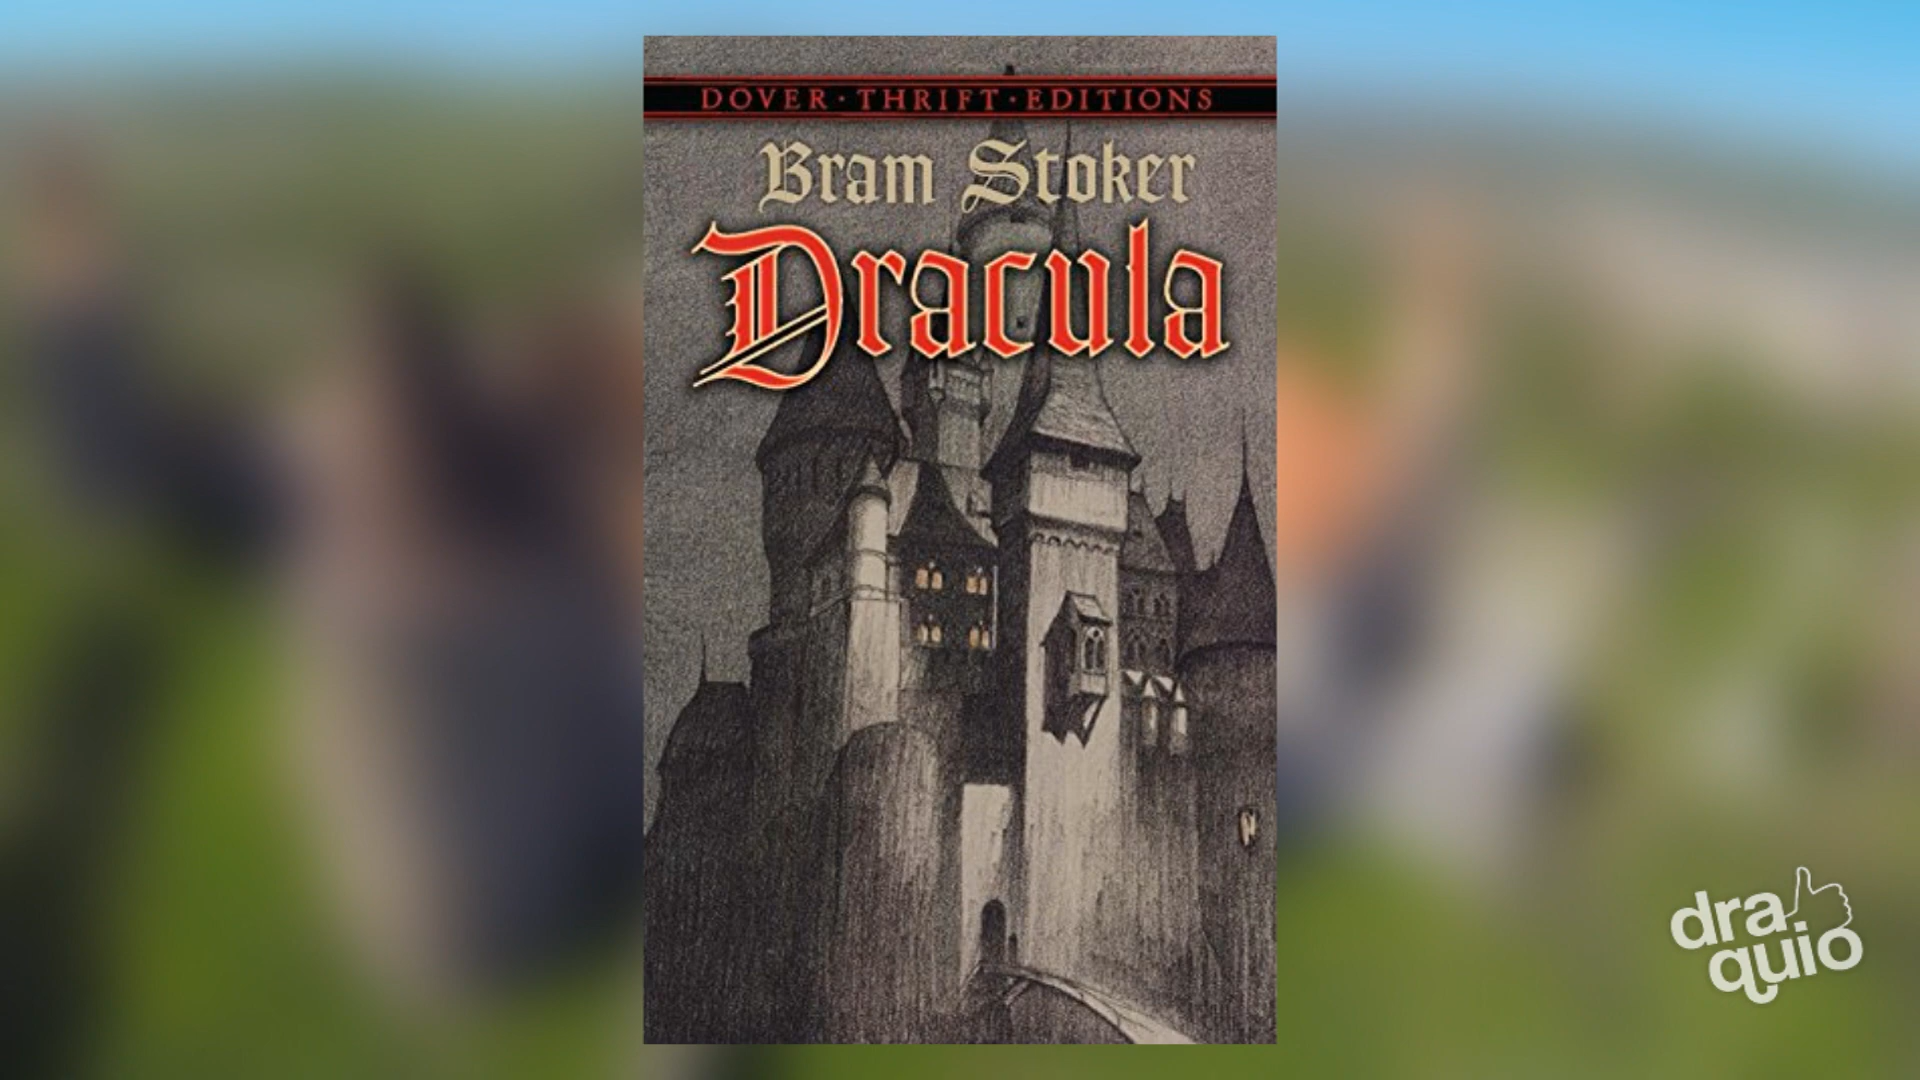 DOVER · THRIFT · EDITIONS
Bram Stoker
Dracula
dra
quio